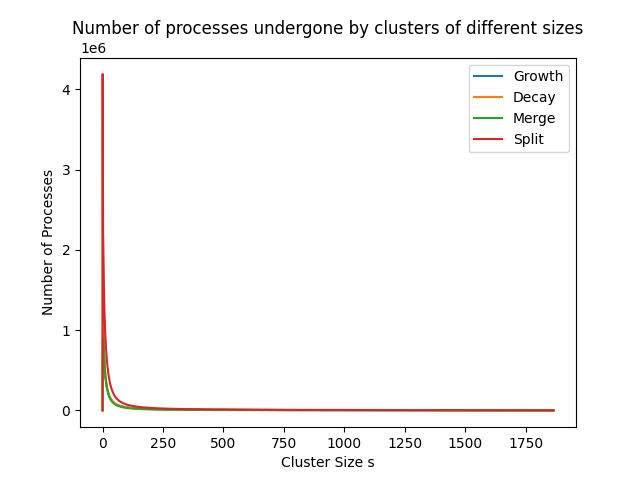 Number of processes undergone by clusters of different sizes
1e6
4
3
2
1
0
Number of Processes
Growth
Decay
Merge
Split
0 250 500 750 1000 1250 1500 1750
Cluster Size s